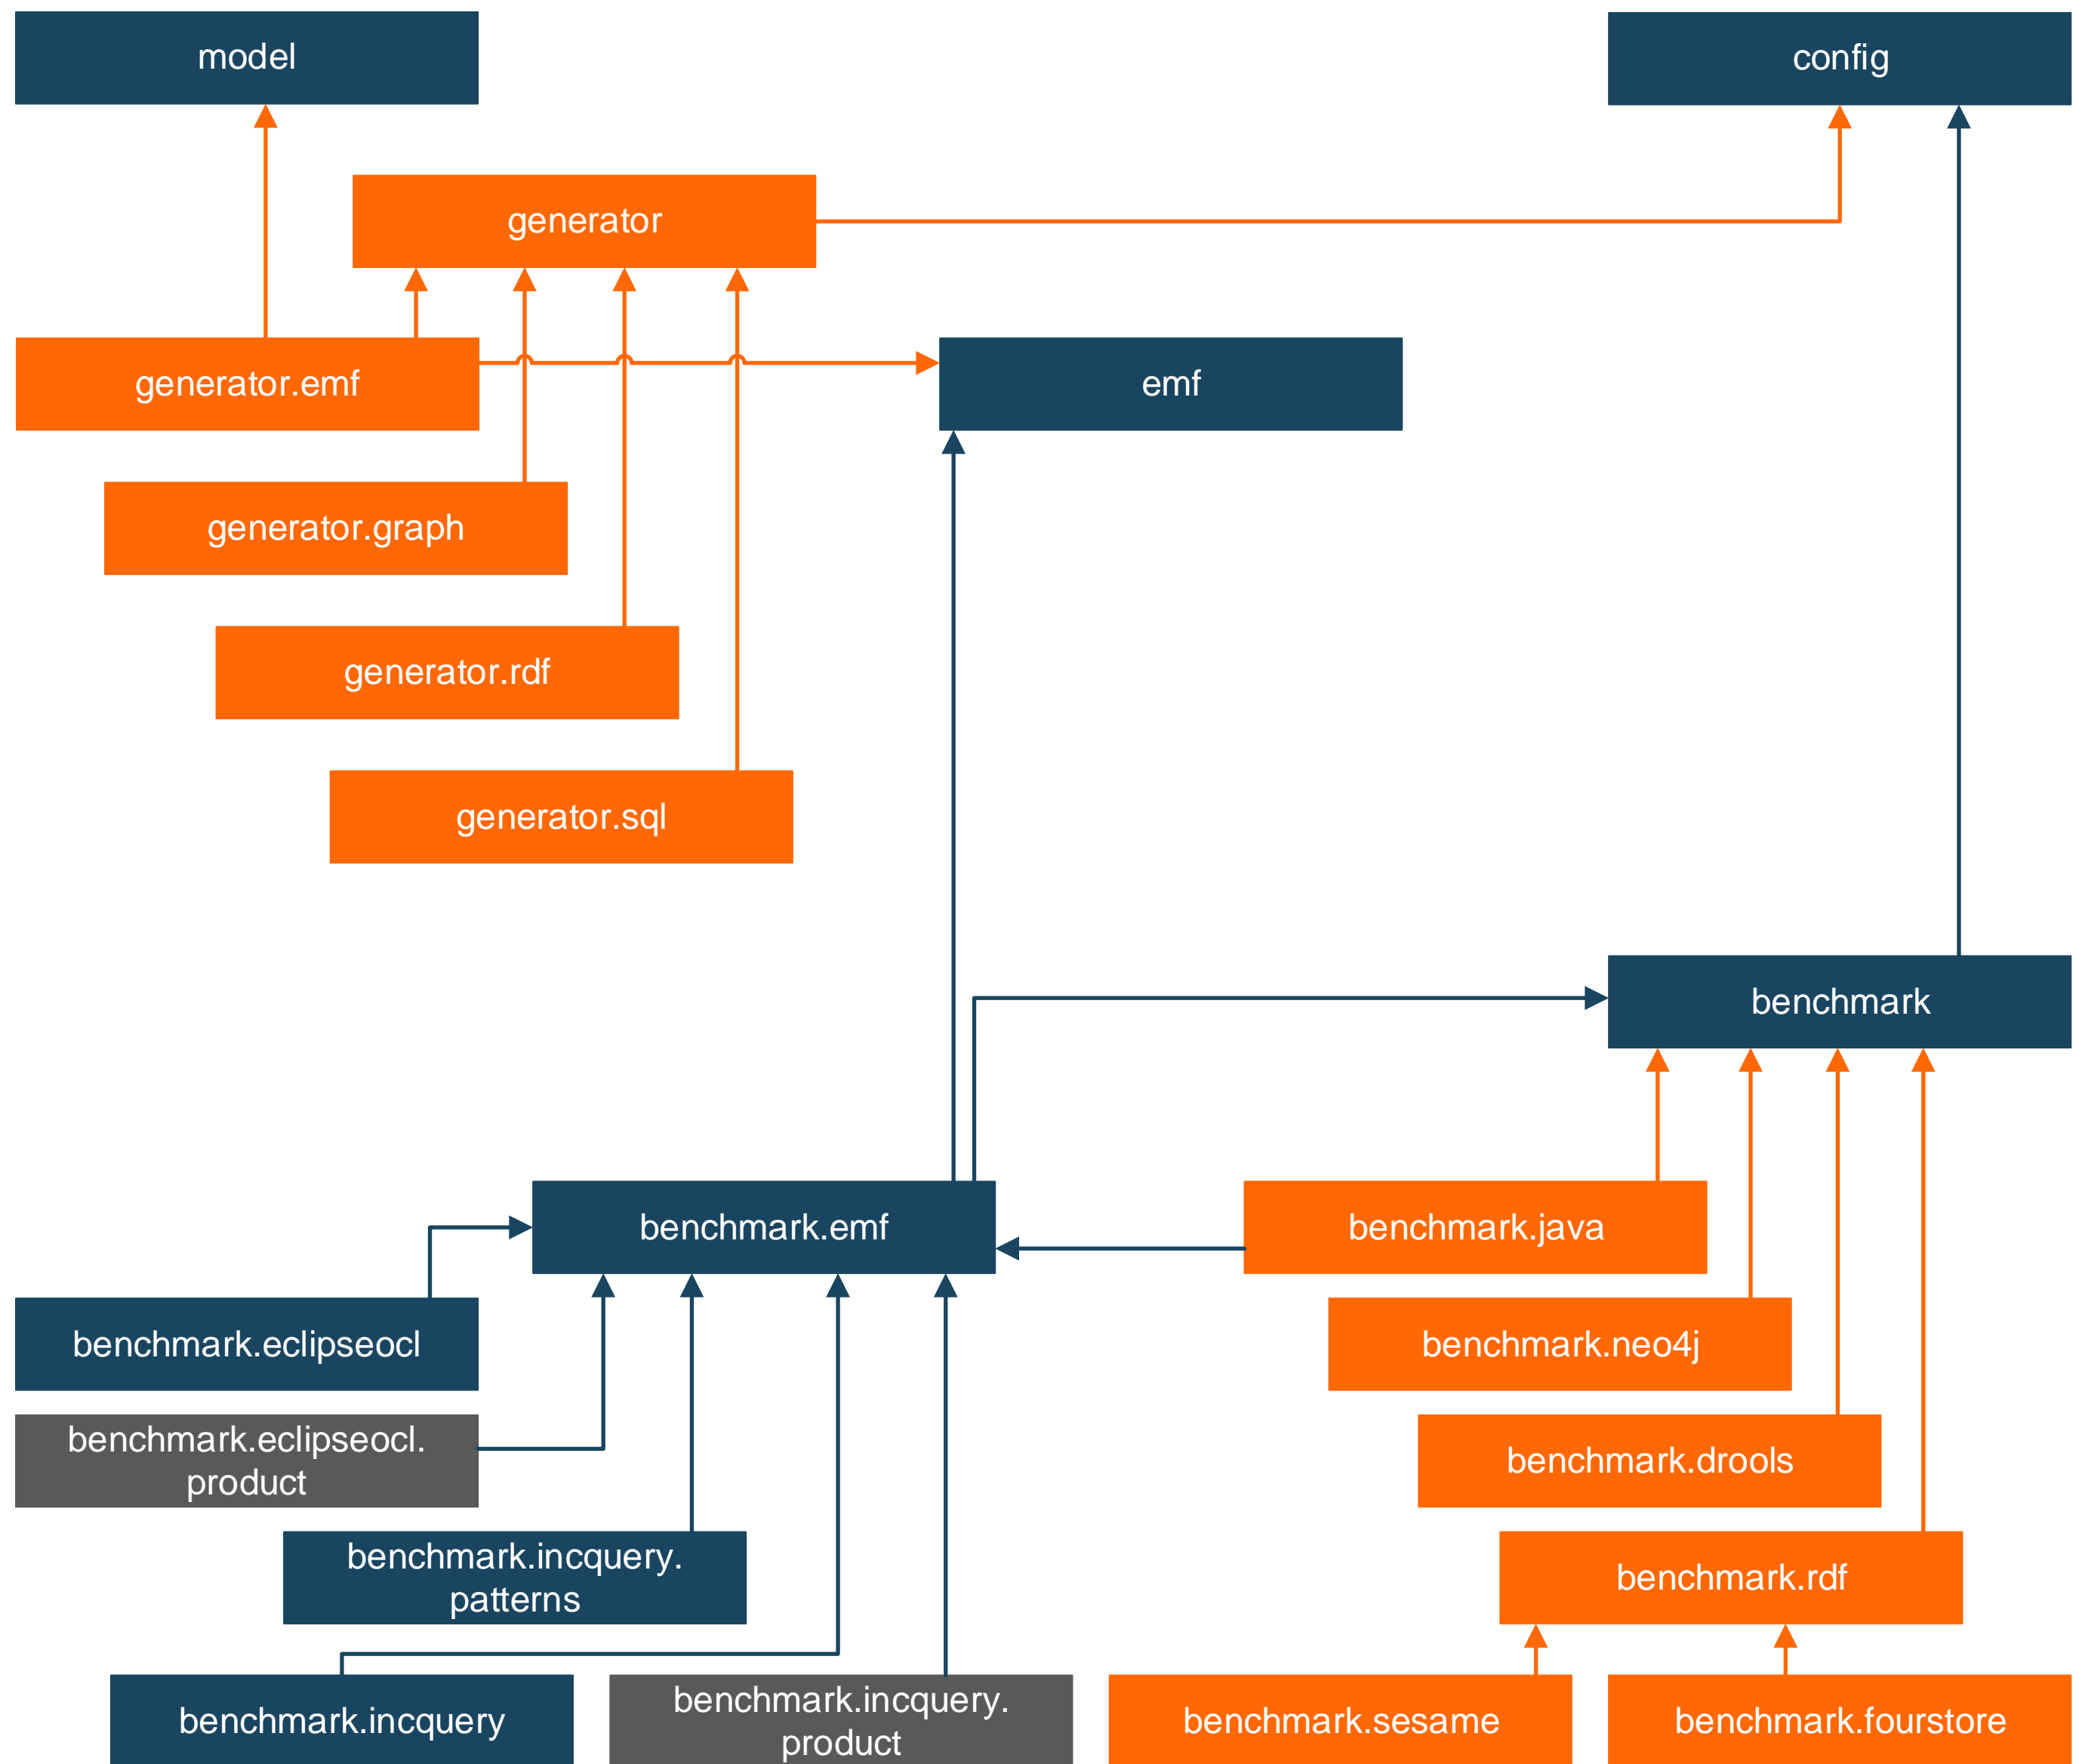 model
config
generator
generator.emf
emf
generator.graph
generator.rdf
generator.sql
benchmark
benchmark.emf
benchmark.java
benchmark.eclipseocl
benchmark.neo4j
benchmark.eclipseocl.
product
benchmark.drools
benchmark.incquery.
patterns
benchmark.rdf
benchmark.incquery
benchmark.incquery.
product
benchmark.sesame
benchmark.fourstore